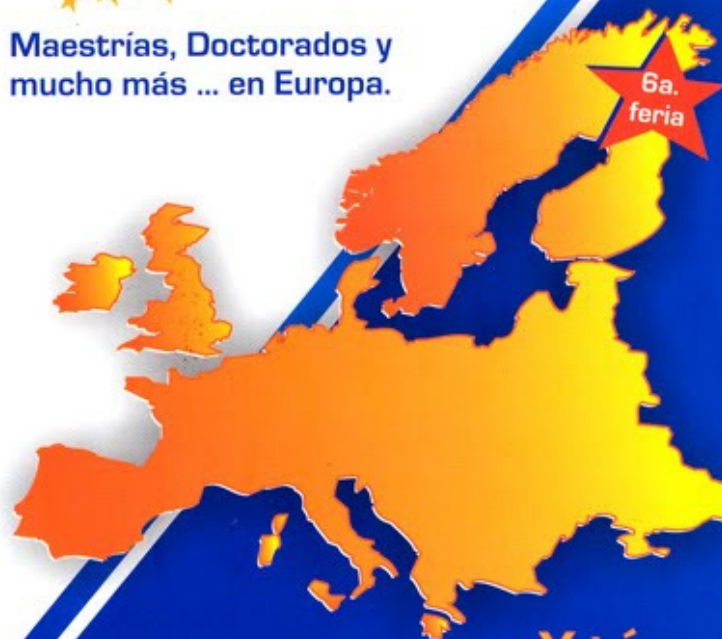 Maestrías, Doctorados y
mucho más ... en Europa.
6a.
feria